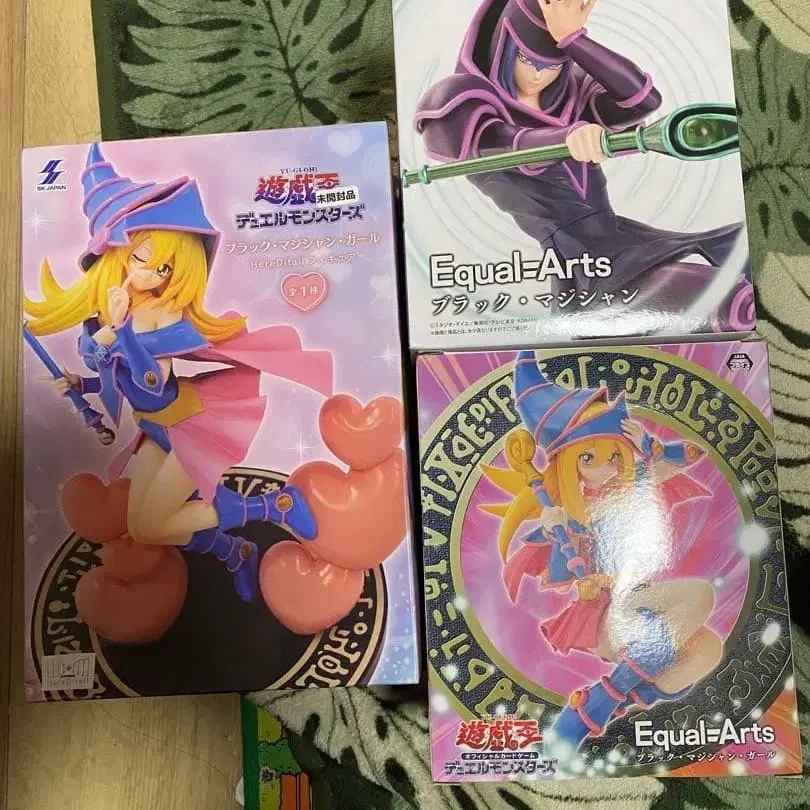 SK JAPAN
YU-GI-OH!
遊戯王
未開封品
デュエルモンスターズ
ブラック・マジシャン・ガール
HereDitail フィギュア
全1種
HereDitail
Equal=Arts
ブラック・マジシャン
YU-GI-OH!
遊戯王
オフィシャルカードゲーム
デュエルモンスターズ
Equal=Arts
ブラック・マジシャン・ガール